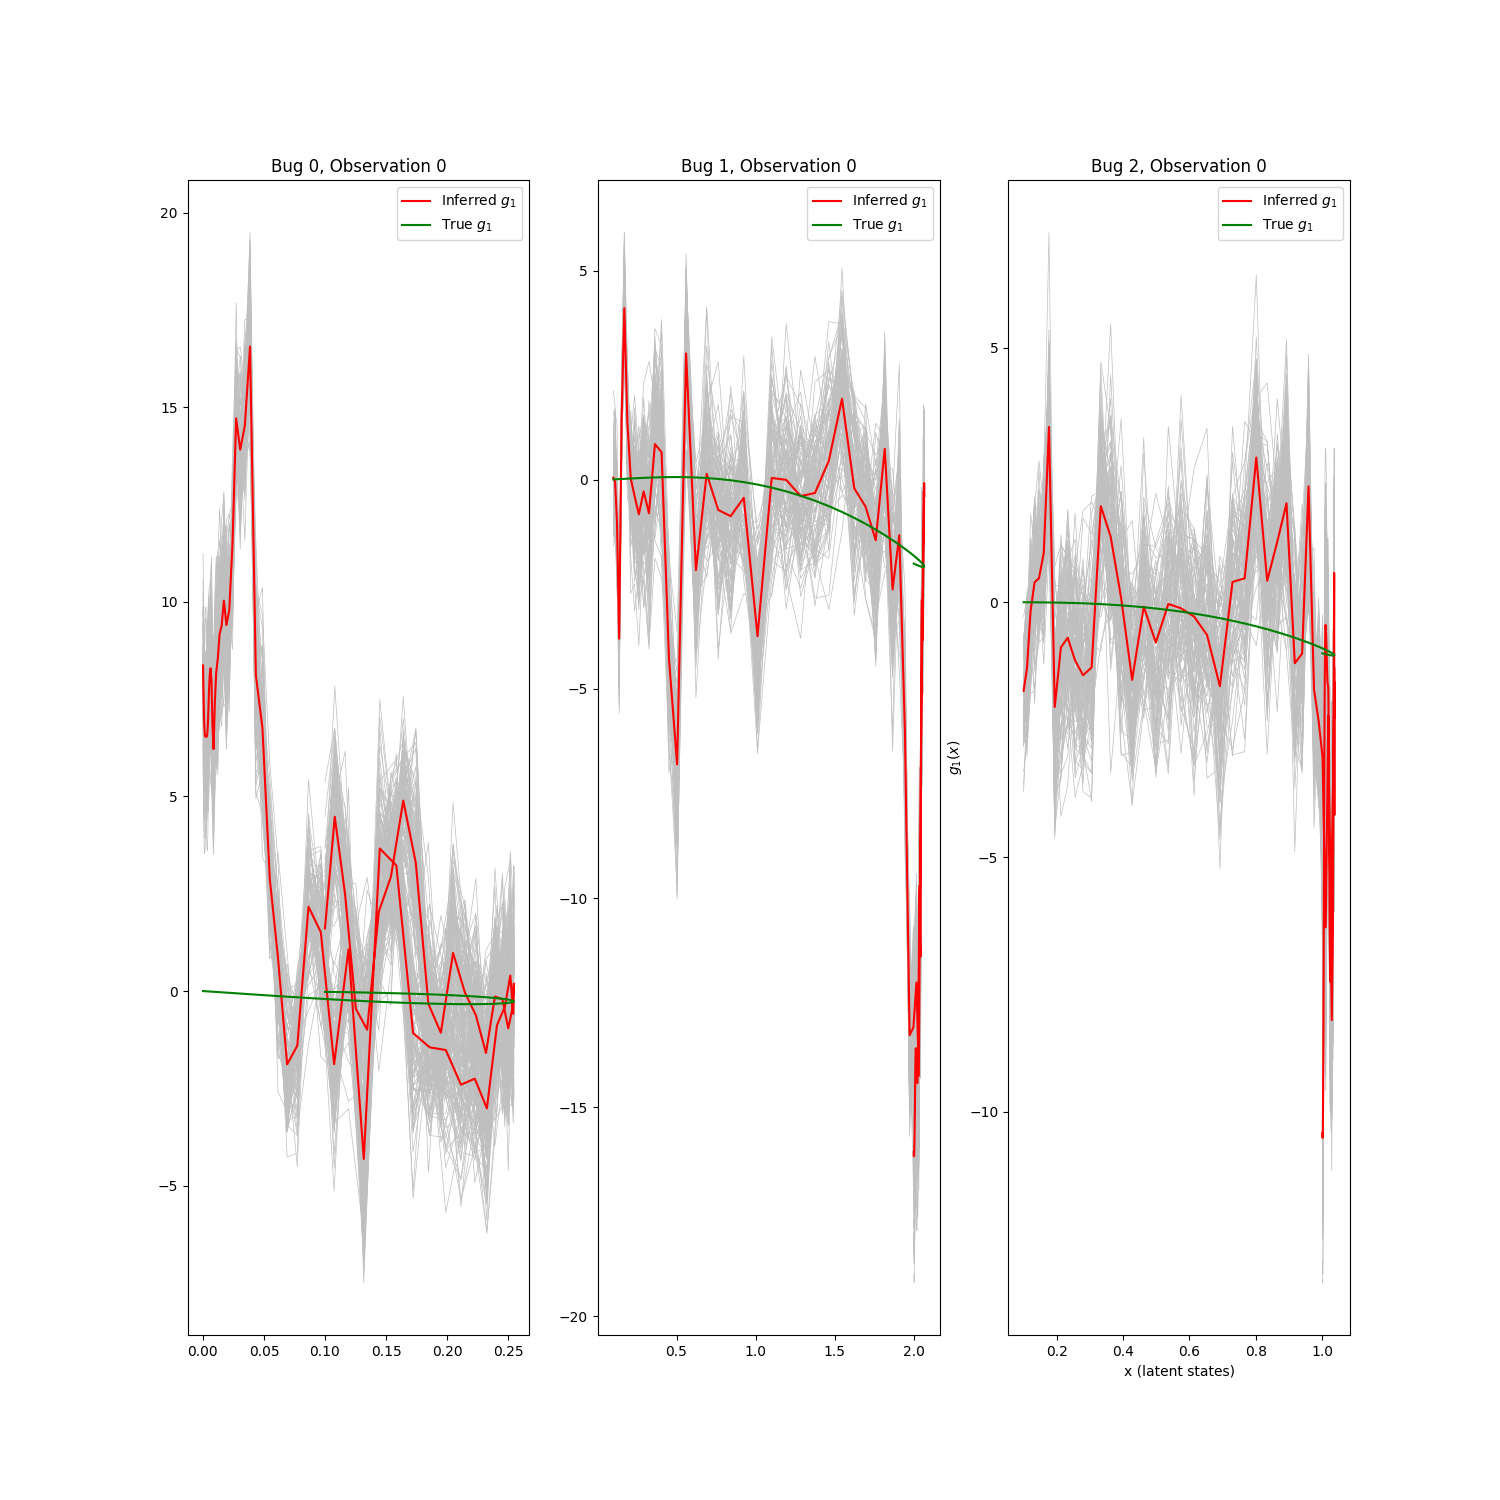 Bug 0, Observation 0
Inferred g₁
True g₁
20
15
10
5
0
−5
0.00 0.05 0.10 0.15 0.20 0.25
Bug 1, Observation 0
Inferred g₁
True g₁
5
0
−5
−10
−15
−20
0.5 1.0 1.5 2.0
Bug 2, Observation 0
Inferred g₁
True g₁
g₁(x)
5
0
−5
−10
0.2 0.4 0.6 0.8 1.0
x (latent states)